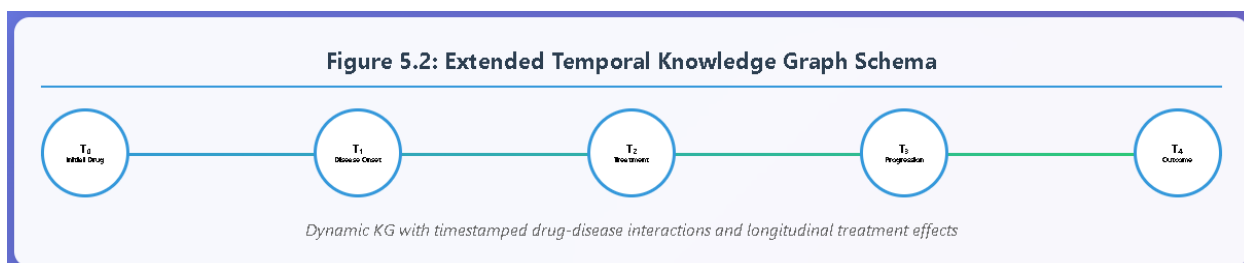 Figure 5.2: Extended Temporal Knowledge Graph Schema
T₀
Initial Drug
T₁
Disease Onset
T₂
Treatment
T₃
Progression
T₄
Outcome
Dynamic KG with timestamped drug-disease interactions and longitudinal treatment effects